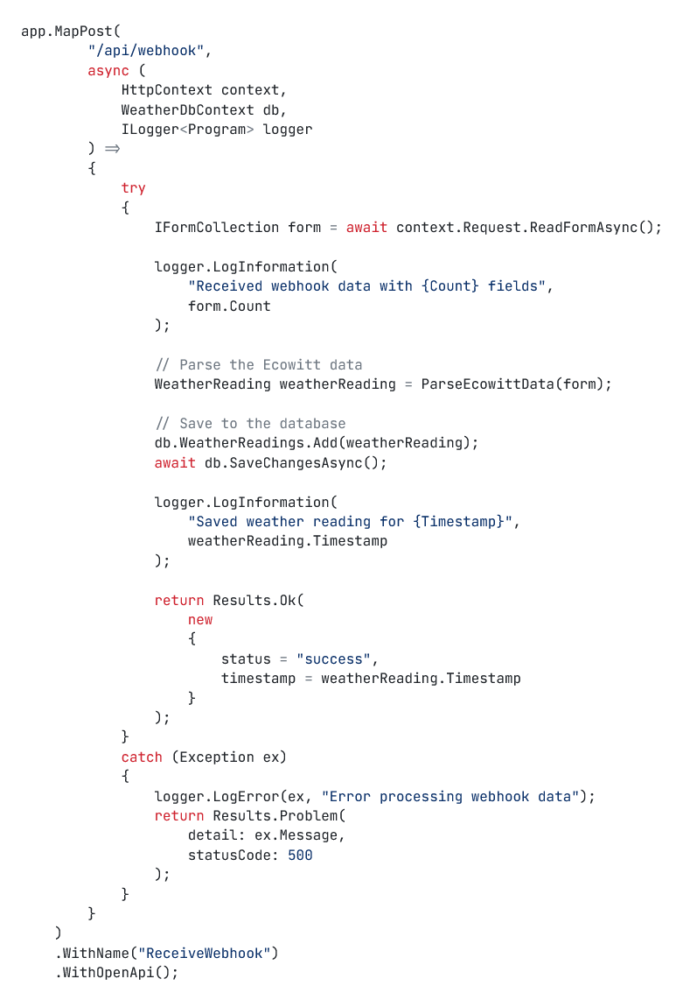 app.MapPost(
        "/api/webhook",
        async (
            HttpContext context,
            WeatherDbContext db,
            ILogger<Program> logger
        ) =>
        {
            try
            {
                IFormCollection form = await context.Request.ReadFormAsync();

                logger.LogInformation(
                    "Received webhook data with {Count} fields",
                    form.Count
                );

                // Parse the Ecowitt data
                WeatherReading weatherReading = ParseEcowittData(form);

                // Save to the database
                db.WeatherReadings.Add(weatherReading);
                await db.SaveChangesAsync();

                logger.LogInformation(
                    "Saved weather reading for {Timestamp}",
                    weatherReading.Timestamp
                );

                return Results.Ok(
                    new
                    {
                        status = "success",
                        timestamp = weatherReading.Timestamp
                    }
                );
            }
            catch (Exception ex)
            {
                logger.LogError(ex, "Error processing webhook data");
                return Results.Problem(
                    detail: ex.Message,
                    statusCode: 500
                );
            }
        }
    )
    .WithName("ReceiveWebhook")
    .WithOpenApi();